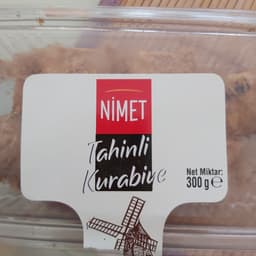 NİMET
Tahinli
Kurabiye
Net Miktar:
300 g ℮